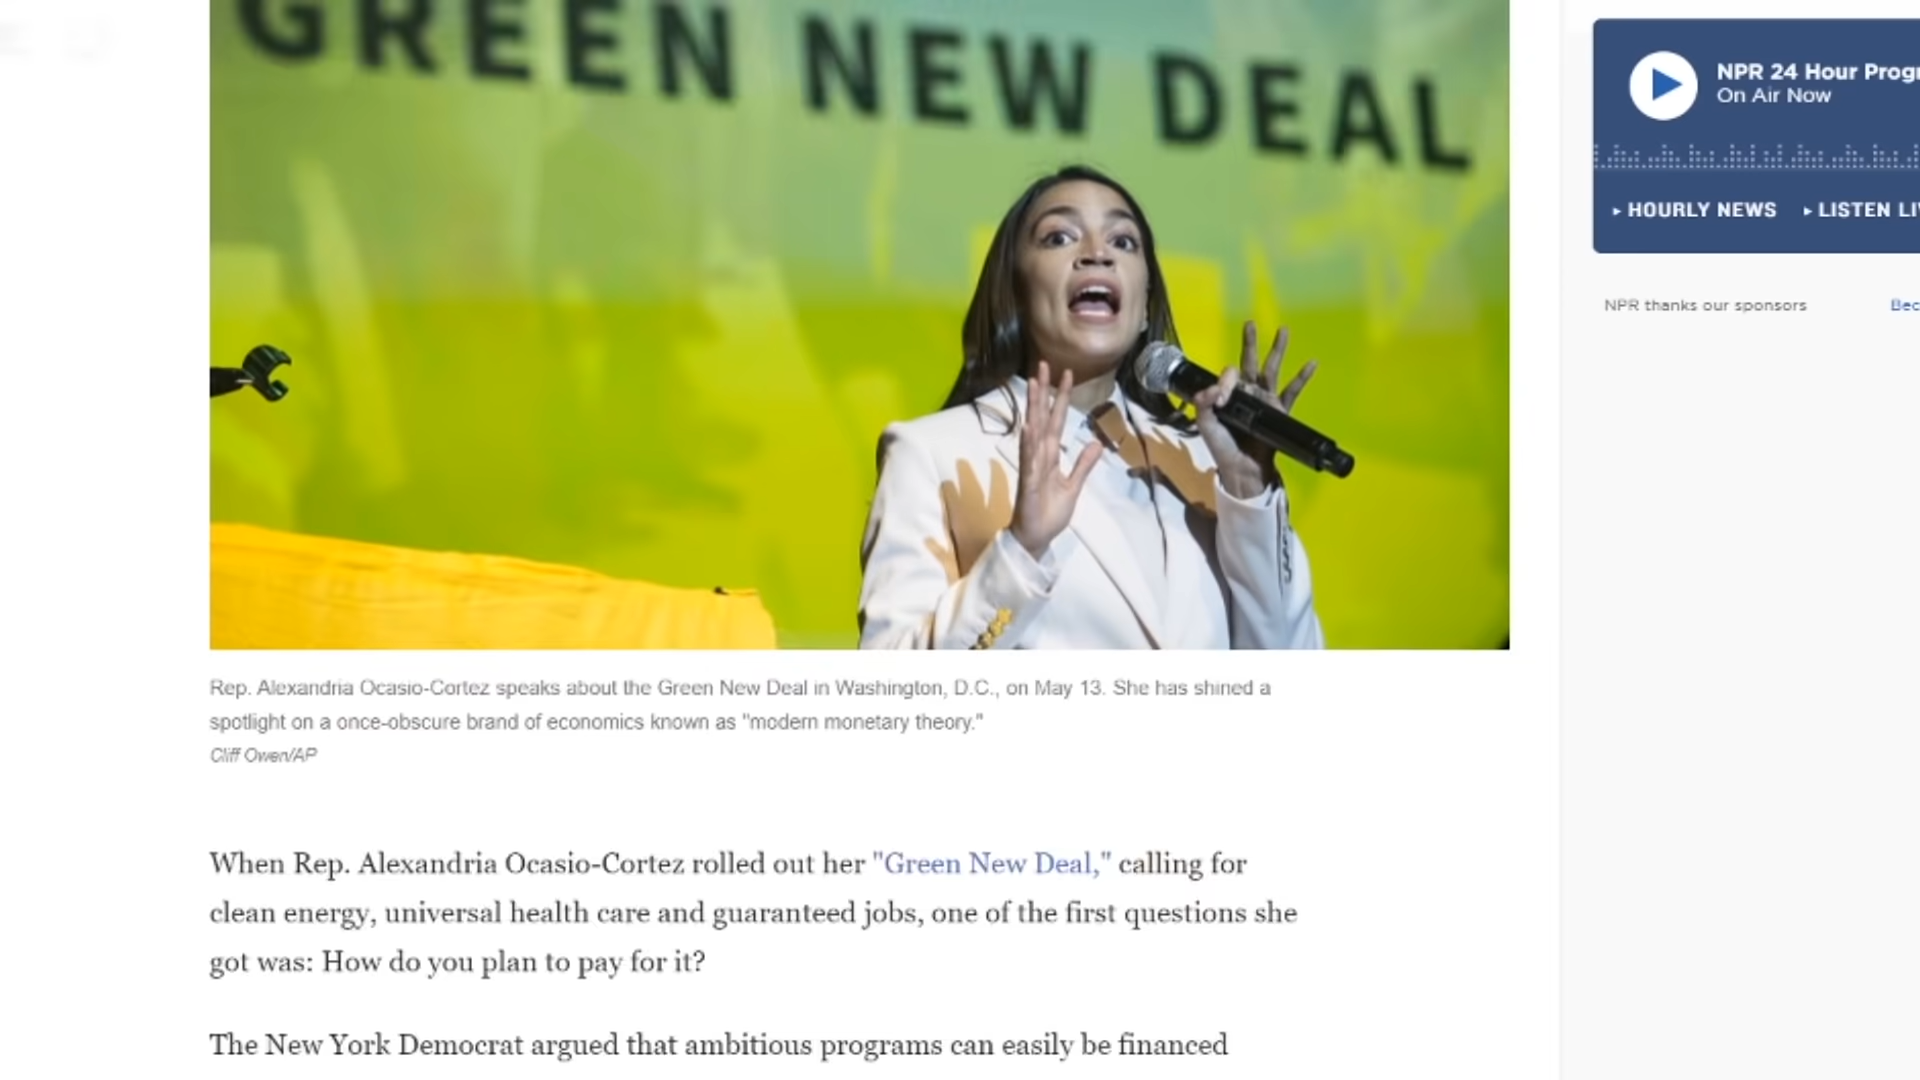 GREEN NEW DEAL
NPR 24 Hour Progr
On Air Now
HOURLY NEWS
LISTEN LI
NPR thanks our sponsors
Bec
Rep. Alexandria Ocasio-Cortez speaks about the Green New Deal in Washington, D.C., on May 13. She has shined a
spotlight on a once-obscure brand of economics known as "modern monetary theory."
Cliff Owen/AP
When Rep. Alexandria Ocasio-Cortez rolled out her "Green New Deal," calling for
clean energy, universal health care and guaranteed jobs, one of the first questions she
got was: How do you plan to pay for it?
The New York Democrat argued that ambitious programs can easily be financed